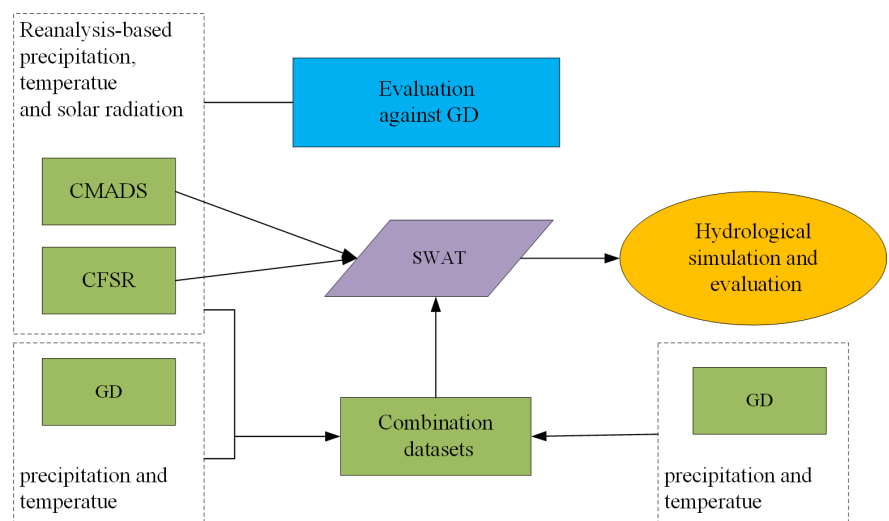 Reanalysis-based
precipitation,
temperatue
and solar radiation
Evaluation
against GD
CMADS
CFSR
SWAT
Hydrological
simulation and
evaluation
GD
precipitation and
temperatue
Combination
datasets
GD
precipitation and
temperatue